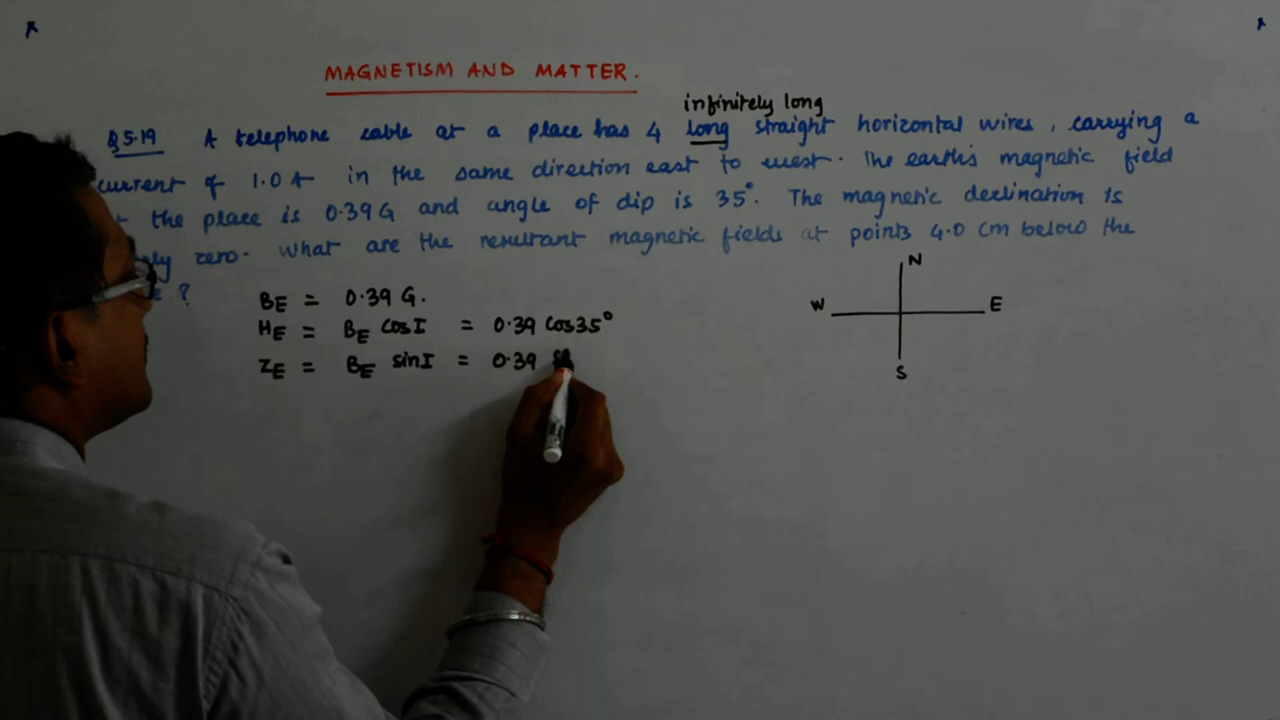 MAGNETISM AND MATTER.
infinitely long
Q 5.19 A telephone cable at a place has 4 long straight horizontal wires, carrying a
current of 1.0 A in the same direction east to west. The earth's magnetic field
the place is 0.39 G and angle of dip is 35°. The magnetic declination is
zero. What are the resultant magnetic fields at points 4.0 cm below the
?
BE = 0.39 G.
HE = BE cos I = 0.39 cos 35°
ZE = BE sin I = 0.39
N
W E
S